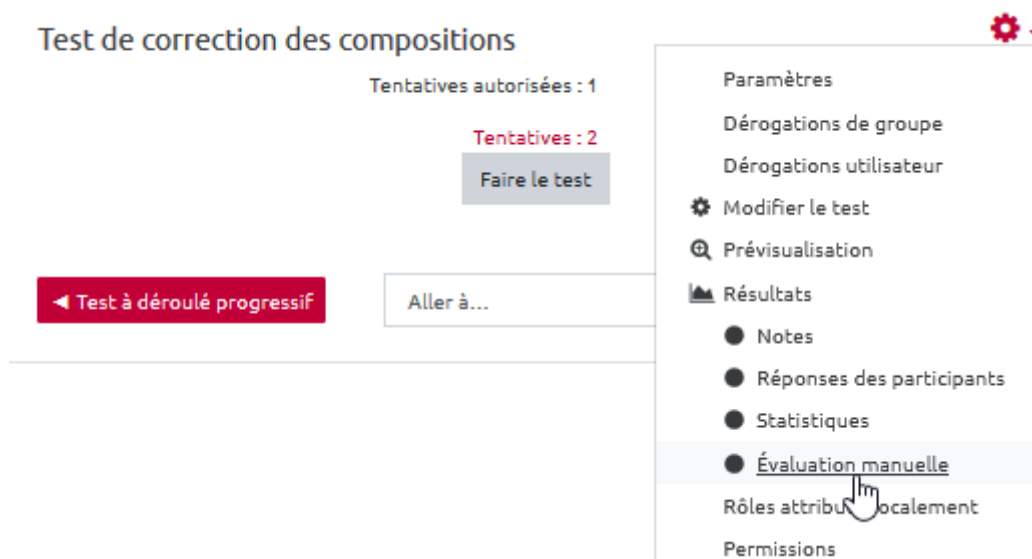 Test de correction des compositions
Tentatives autorisées : 1
Tentatives : 2
Faire le test
◄ Test à déroulé progressif
Aller à...
Paramètres
Dérogations de groupe
Dérogations utilisateur
Modifier le test
Prévisualisation
Résultats
Notes
Réponses des participants
Statistiques
Évaluation manuelle
Rôles attribu ocalement
Permissions